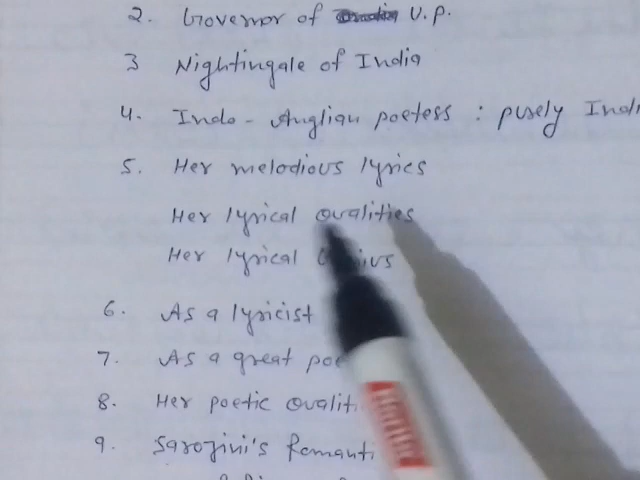 2. Governor of U.P.
3 Nightingale of India
4. Indo-Anglian poetess : purely
5. Her melodious lyrics
Her lyrical Qualities
Her lyrical
6. As a lyricist
7. As a great
8. Her poetic
9. Sarojini's